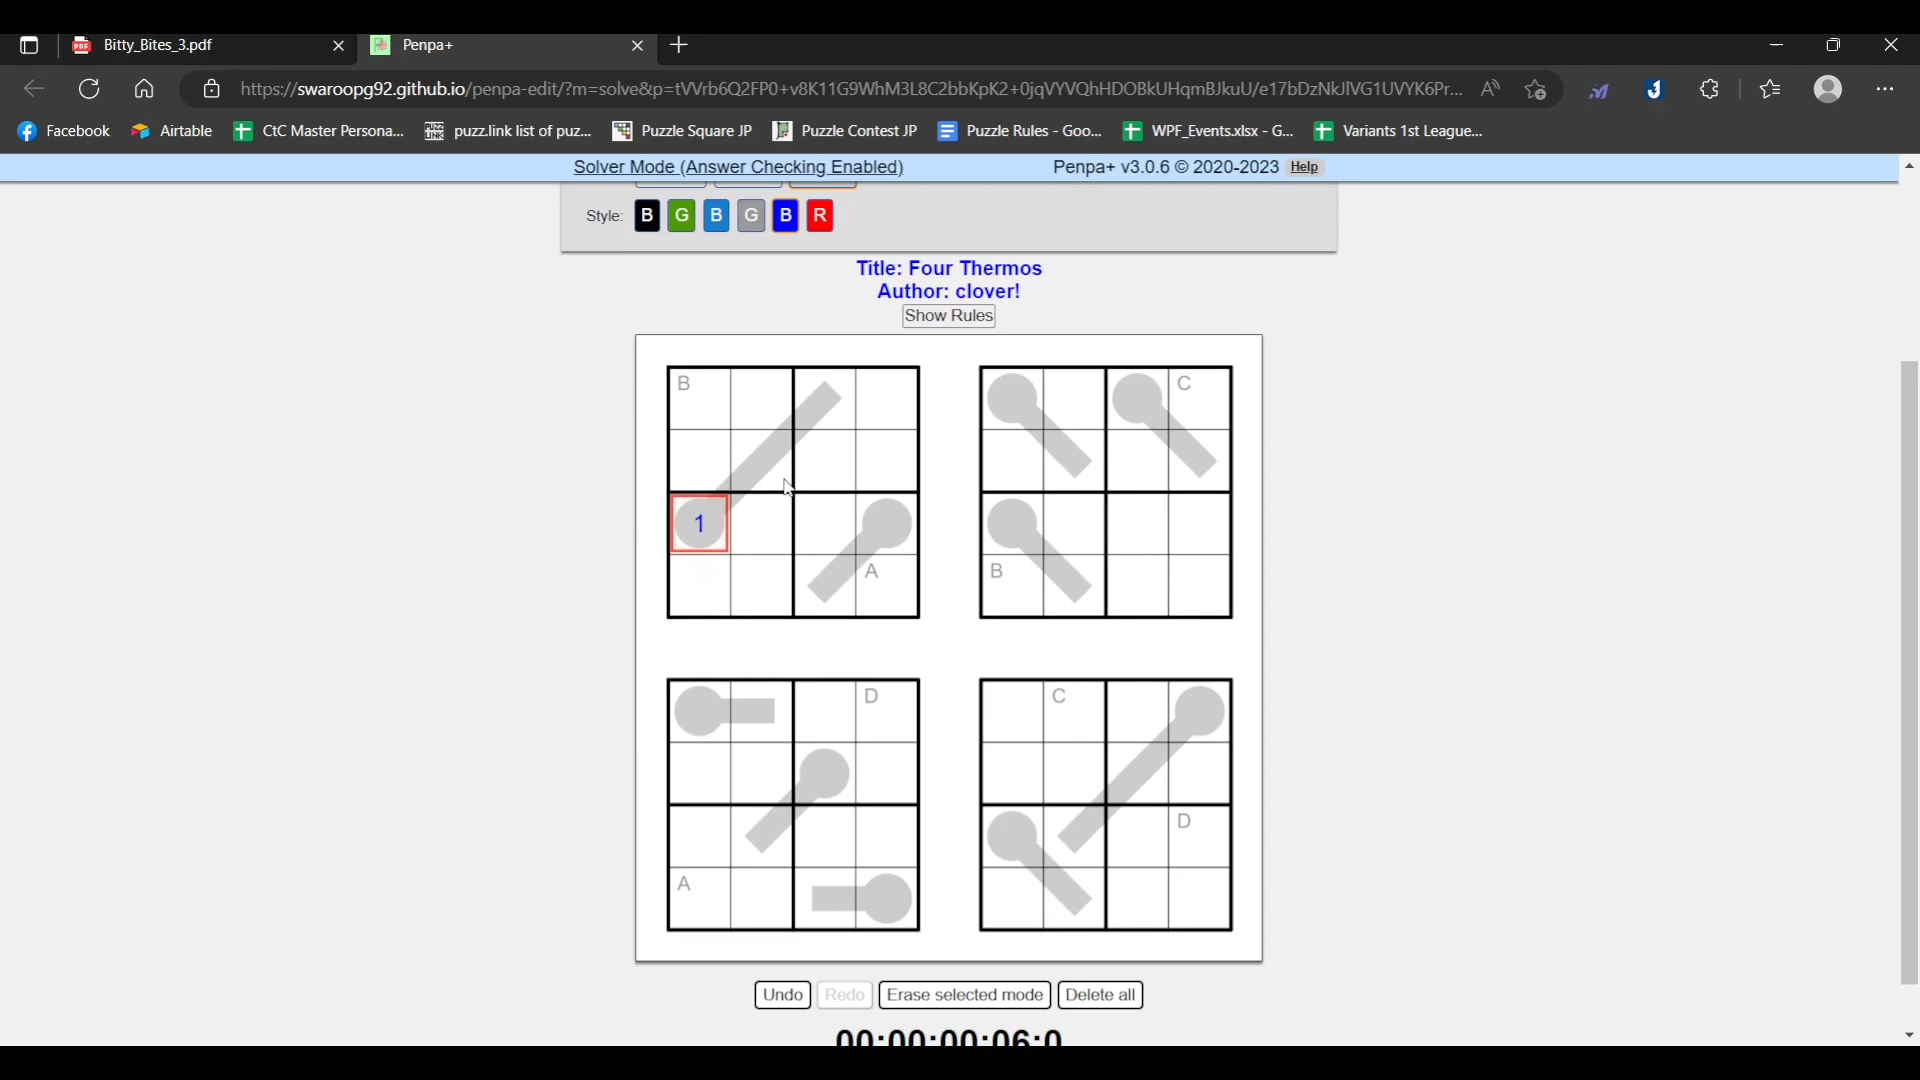 Bitty_Bites_3.pdf
Penpa+
https://swaroopg92.github.io/penpa-edit/?m=solve&p=tVVrb6Q2FP0+v8K11G9WhM3L8C2bbKpK2+0jqVYVQhHDOBkUHqmBJkuU/e17bDzNkJlVG1UVYK6Pr...
Facebook
Airtable
CtC Master Persona...
puzz.link list of puz...
Puzzle Square JP
Puzzle Contest JP
Puzzle Rules - Goo...
WPF_Events.xlsx - G...
Variants 1st League...
Solver Mode (Answer Checking Enabled)
Penpa+ v3.0.6 © 2020-2023 Help
Style: B G B G B R
Title: Four Thermos
Author: clover!
Show Rules
B C
1
A B
D C
D
A
Undo Redo Erase selected mode Delete all
00:00:00:06:0